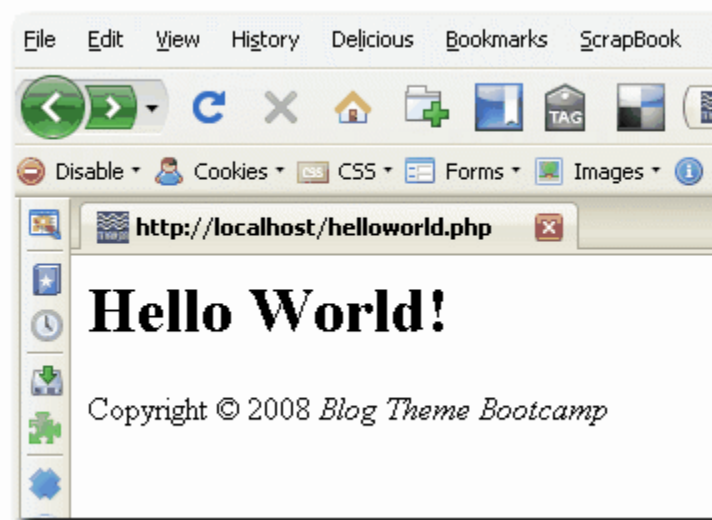 File Edit View History Delicious Bookmarks ScrapBook
TAG
Disable Cookies CSS CSS Forms Images
http://localhost/helloworld.php
Hello World!
Copyright © 2008 Blog Theme Bootcamp